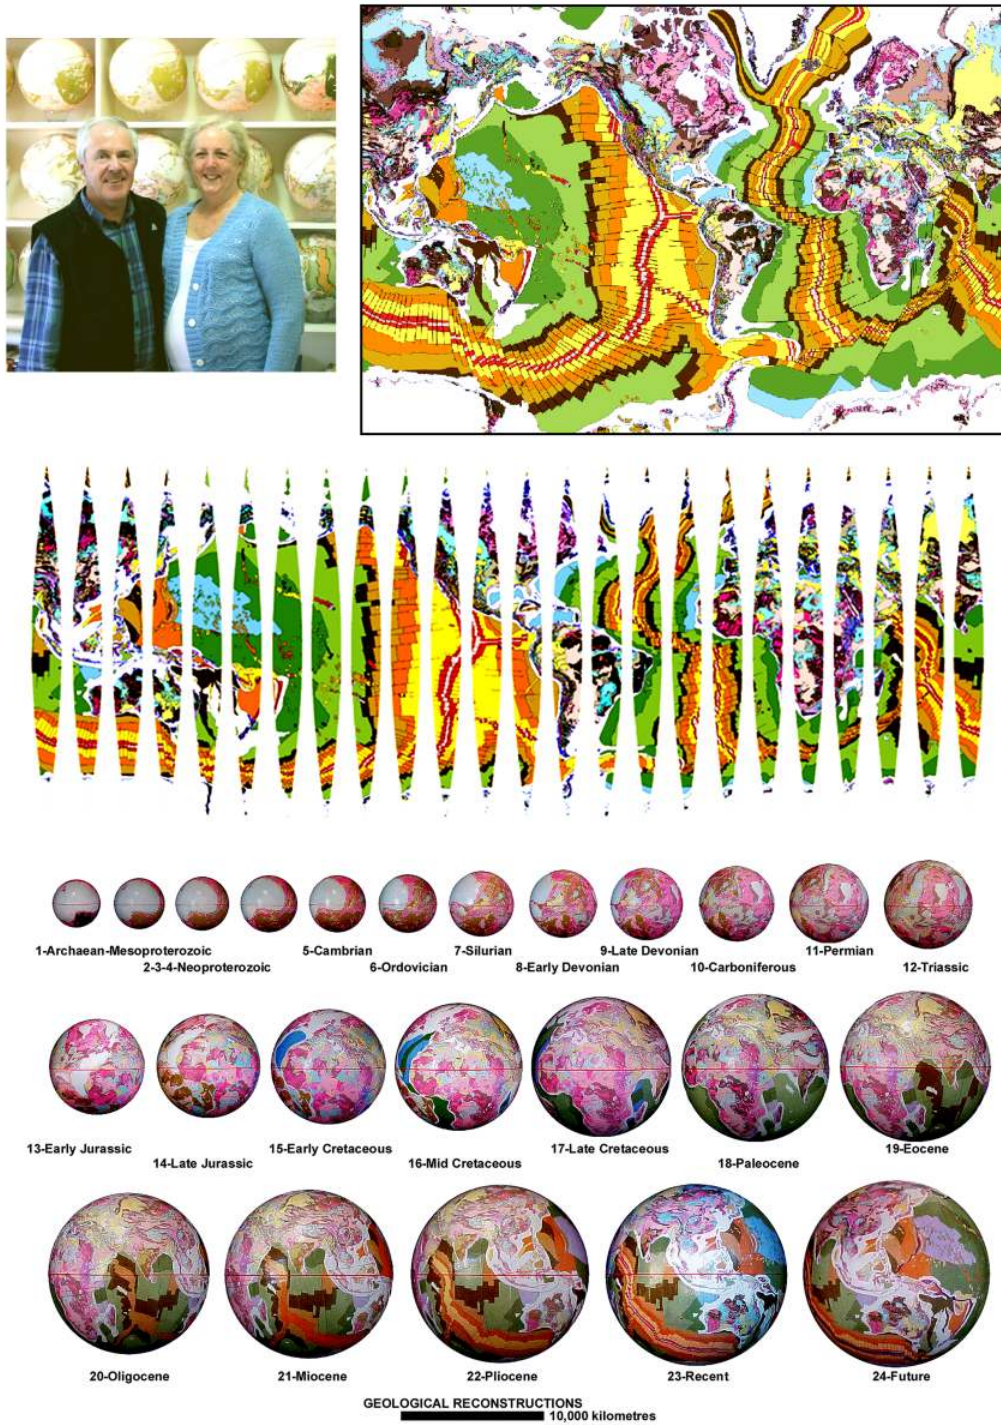 1-Archaean-Mesoproterozoic
5-Cambrian
7-Silurian
9-Late Devonian
11-Permian
2-3-4-Neoproterozoic
6-Ordovician
8-Early Devonian
10-Carboniferous
12-Triassic
13-Early Jurassic
14-Late Jurassic
15-Early Cretaceous
16-Mid Cretaceous
17-Late Cretaceous
18-Paleocene
19-Eocene
20-Oligocene
21-Miocene
22-Pliocene
23-Recent
24-Future
GEOLOGICAL RECONSTRUCTIONS
10,000 kilometres